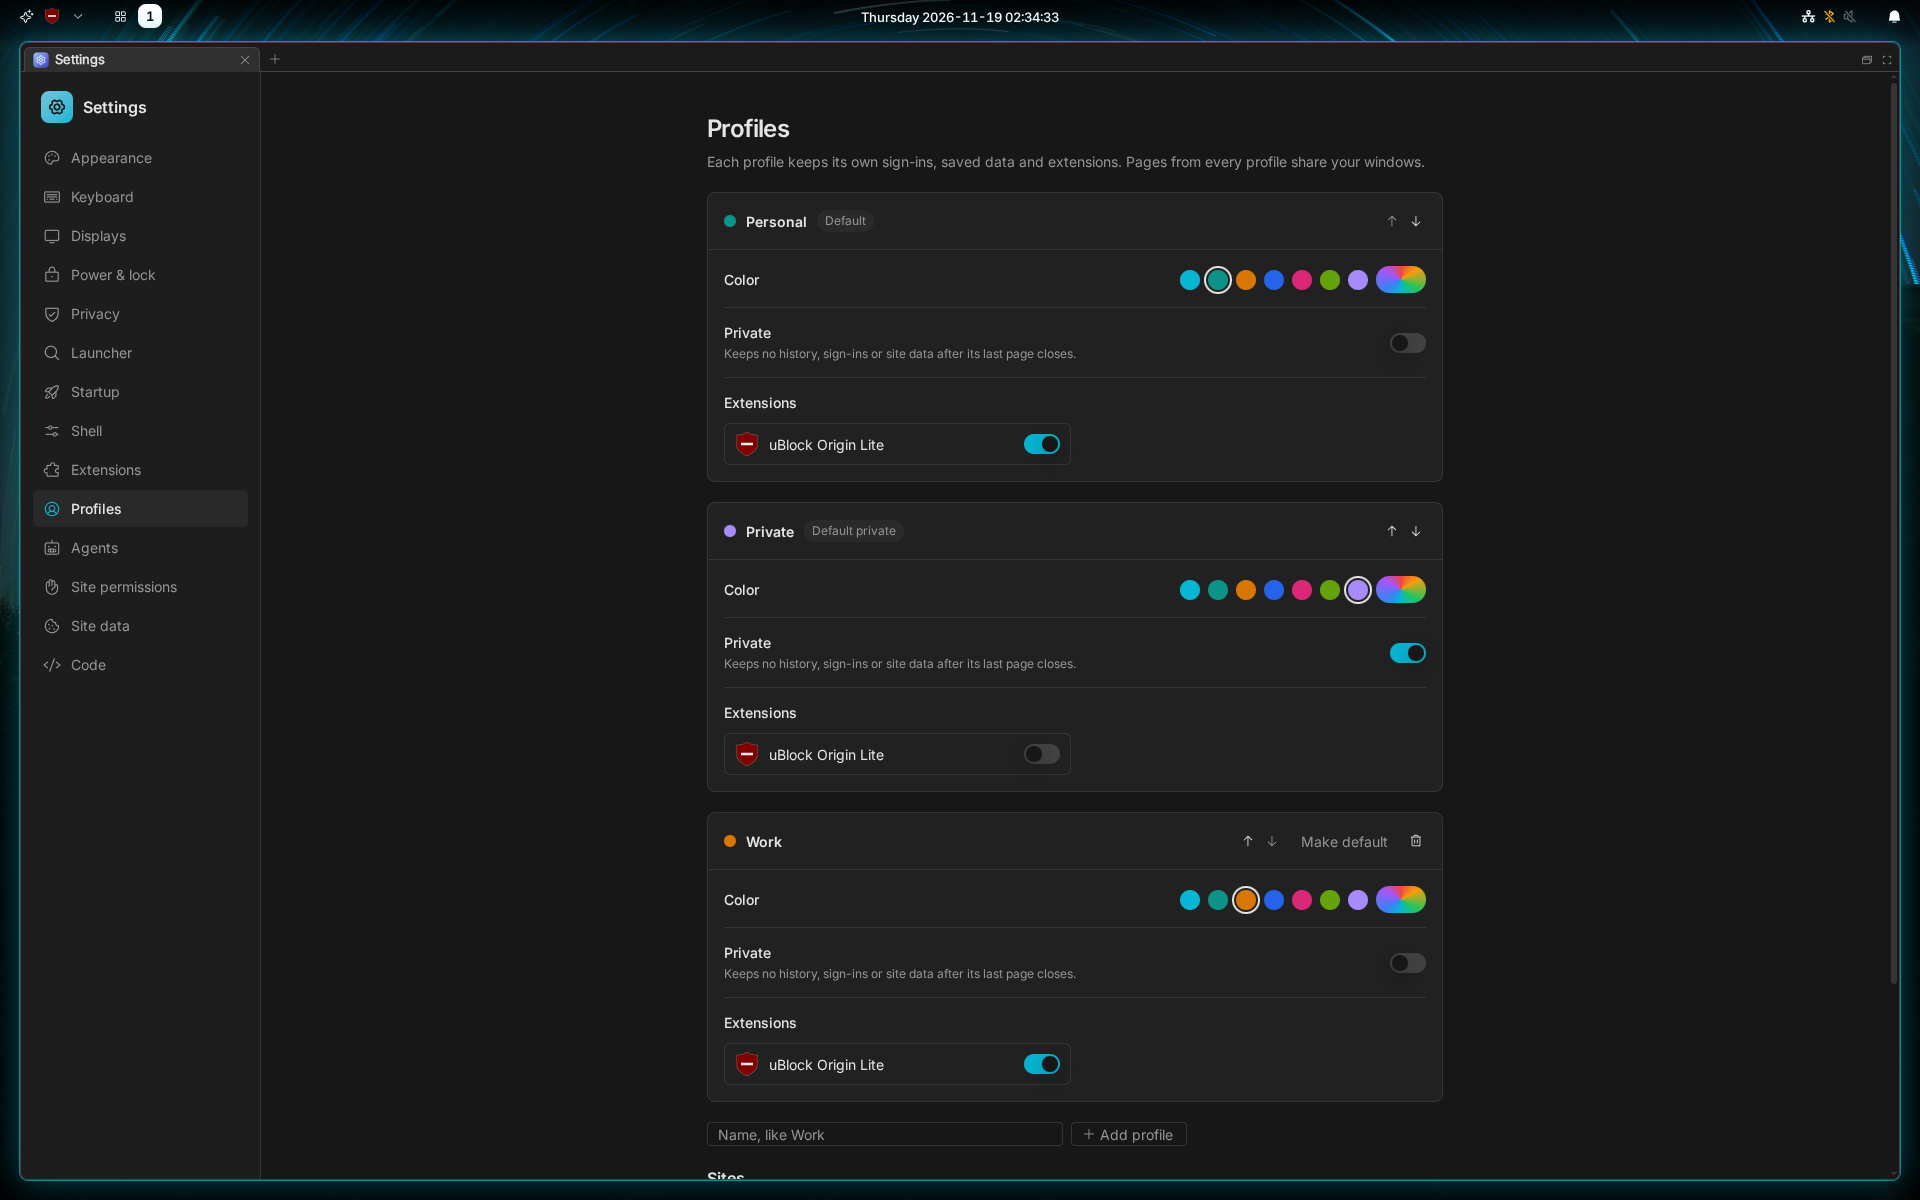 1
Thursday 2026-11-19 02:34:33
Settings
Settings
Appearance
Keyboard
Displays
Power & lock
Privacy
Launcher
Startup
Shell
Extensions
Profiles
Agents
Site permissions
Site data
Code
Profiles
Each profile keeps its own sign-ins, saved data and extensions. Pages from every profile share your windows.
Personal Default
Color
Private
Keeps no history, sign-ins or site data after its last page closes.
Extensions
uBlock Origin Lite
Private Default private
Color
Private
Keeps no history, sign-ins or site data after its last page closes.
Extensions
uBlock Origin Lite
Work Make default
Color
Private
Keeps no history, sign-ins or site data after its last page closes.
Extensions
uBlock Origin Lite
Name, like Work Add profile
Sites